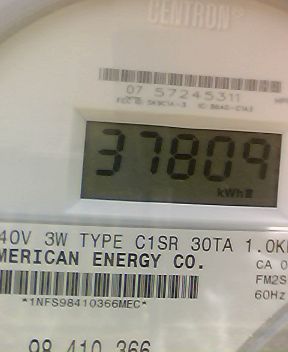 CENTRON
07 57245311
37809
kWh
40V 3W TYPE C1SR 30TA 1.0K
MERICAN ENERGY CO.
CA 0
FM2S
60Hz
*1NFS98410366MEC*
98 410 366